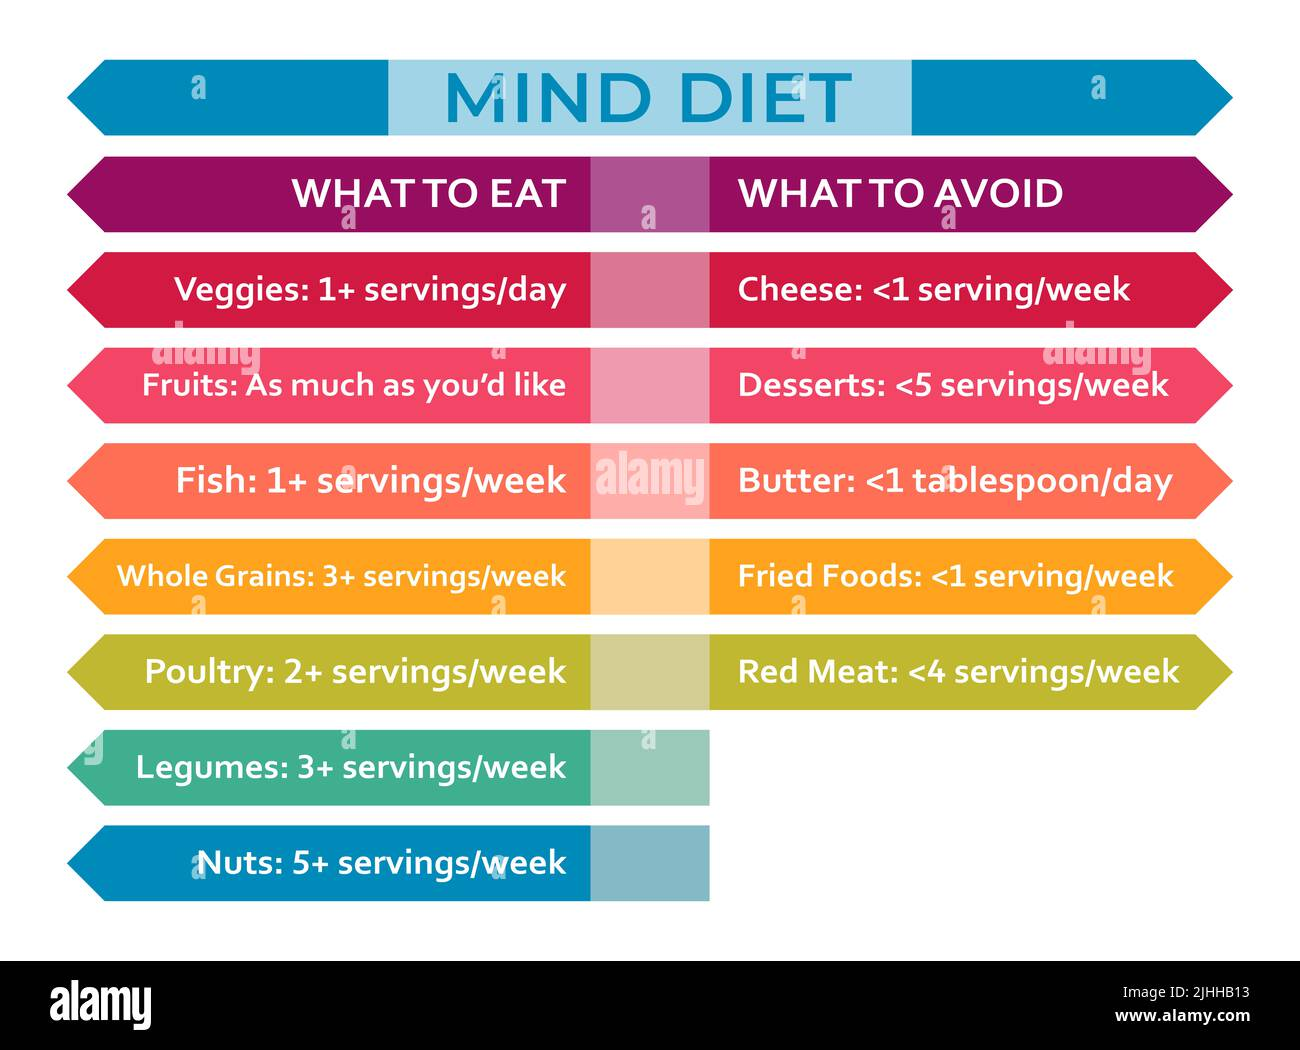 MIND DIET
WHAT TO EAT
WHAT TO AVOID
Veggies: 1+ servings/day
Cheese: <1 serving/week
Fruits: As much as you’d like
Desserts: <5 servings/week
Fish: 1+ servings/week
Butter: <1 tablespoon/day
Whole Grains: 3+ servings/week
Fried Foods: <1 serving/week
Poultry: 2+ servings/week
Red Meat: <4 servings/week
Legumes: 3+ servings/week
Nuts: 5+ servings/week
alamy
alamy
Image ID: 2JHHB13
www.alamy.com